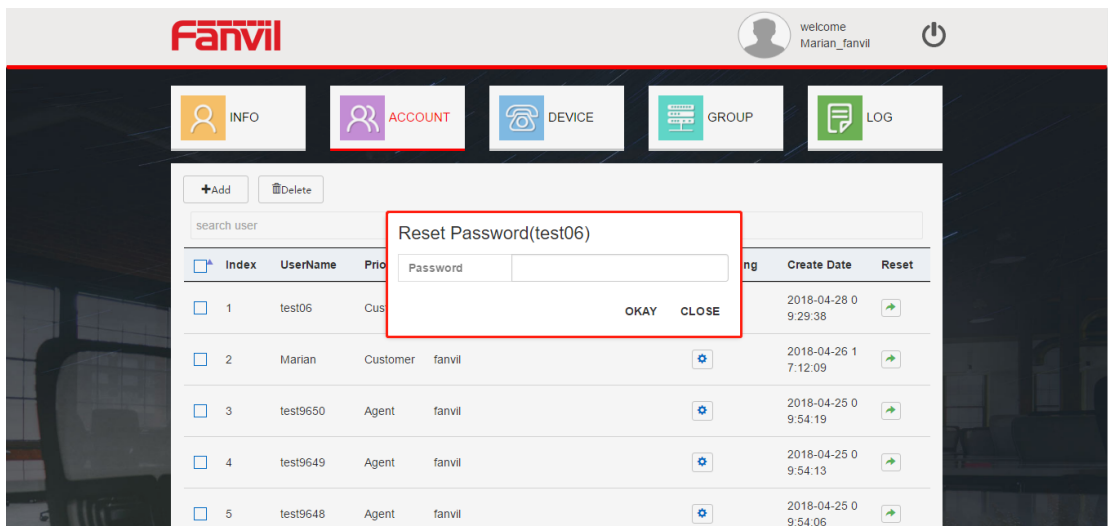 Fanvil
welcome
Marian_fanvil
INFO
ACCOUNT
DEVICE
GROUP
LOG
+Add
Delete
search user
Reset Password(test06)
Password
OKAY CLOSE
Index UserName Prio ng Create Date Reset
1 test06 Cus 2018-04-28 0
9:29:38
2 Marian Customer fanvil 2018-04-26 1
7:12:09
3 test9650 Agent fanvil 2018-04-25 0
9:54:19
4 test9649 Agent fanvil 2018-04-25 0
9:54:13
5 test9648 Agent fanvil 2018-04-25 0
9:54:06